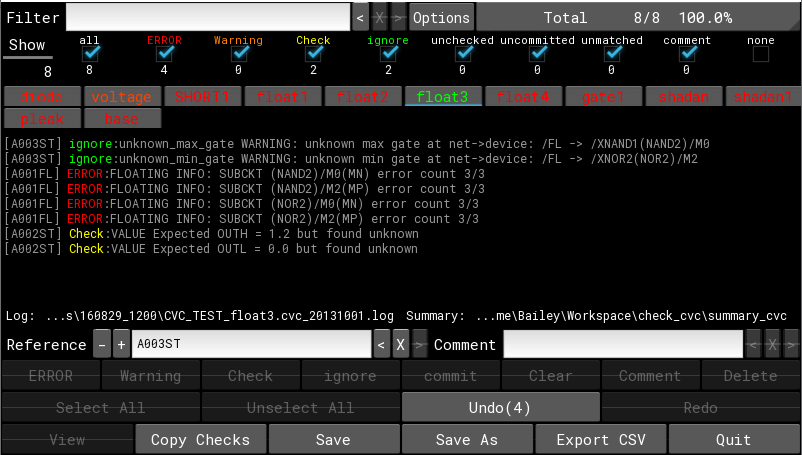 Filter < X > Options Total 8/8 100.0%
Show all ERROR Warning Check ignore unchecked uncommitted unmatched comment none
8 8 4 0 2 2 0 0 0 0
diode voltage SHORT1 float1 float2 float3 float4 gate1 shadan shadan1
pleak base
[A003ST] ignore:unknown_max_gate WARNING: unknown max gate at net->device: /FL -> /XNAND1(NAND2)/M0
[A003ST] ignore:unknown_min_gate WARNING: unknown min gate at net->device: /FL -> /XNOR2(NOR2)/M2
[A001FL] ERROR:FLOATING INFO: SUBCKT (NAND2)/M0(MN) error count 3/3
[A001FL] ERROR:FLOATING INFO: SUBCKT (NAND2)/M2(MP) error count 3/3
[A001FL] ERROR:FLOATING INFO: SUBCKT (NOR2)/M0(MN) error count 3/3
[A001FL] ERROR:FLOATING INFO: SUBCKT (NOR2)/M2(MP) error count 3/3
[A002ST] Check:VALUE Expected OUTH = 1.2 but found unknown
[A002ST] Check:VALUE Expected OUTL = 0.0 but found unknown
Log: ...s\160829_1200\CVC_TEST_float3.cvc_20131001.log Summary: ...me\Bailey\Workspace\check_cvc\summary_cvc
Reference - + A003ST < X > Comment < X >
ERROR Warning Check ignore commit Clear Comment Delete
Select All Unselect All Undo(4) Redo
View Copy Checks Save Save As Export CSV Quit